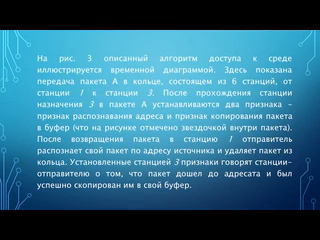 На рис. 3 описанный алгоритм доступа к среде
иллюстрируется временной диаграммой. Здесь показана
передача пакета А в кольце, состоящем из 6 станций, от
станции 1 к станции 3. После прохождения станции
назначения 3 в пакете А устанавливаются два признака -
признак распознавания адреса и признак копирования пакета
в буфер (что на рисунке отмечено звездочкой внутри пакета).
После возвращения пакета в станцию 1 отправитель
распознает свой пакет по адресу источника и удаляет пакет из
кольца. Установленные станцией 3 признаки говорят станции-
отправителю о том, что пакет дошел до адресата и был
успешно скопирован им в свой буфер.